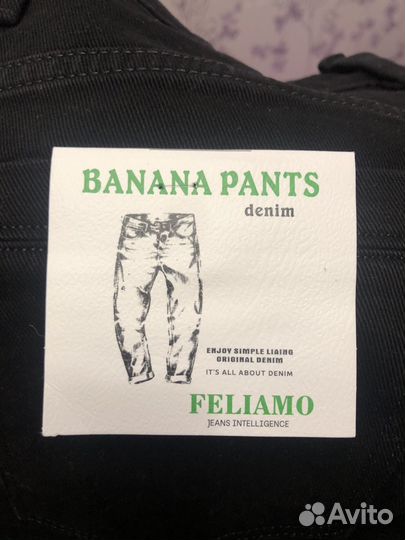 BANANA PANTS
denim
ENJOY SIMPLE LIAING
ORIGINAL DENIM
IT'S ALL ABOUT DENIM
FELIAMO
JEANS INTELLIGENCE
Avito